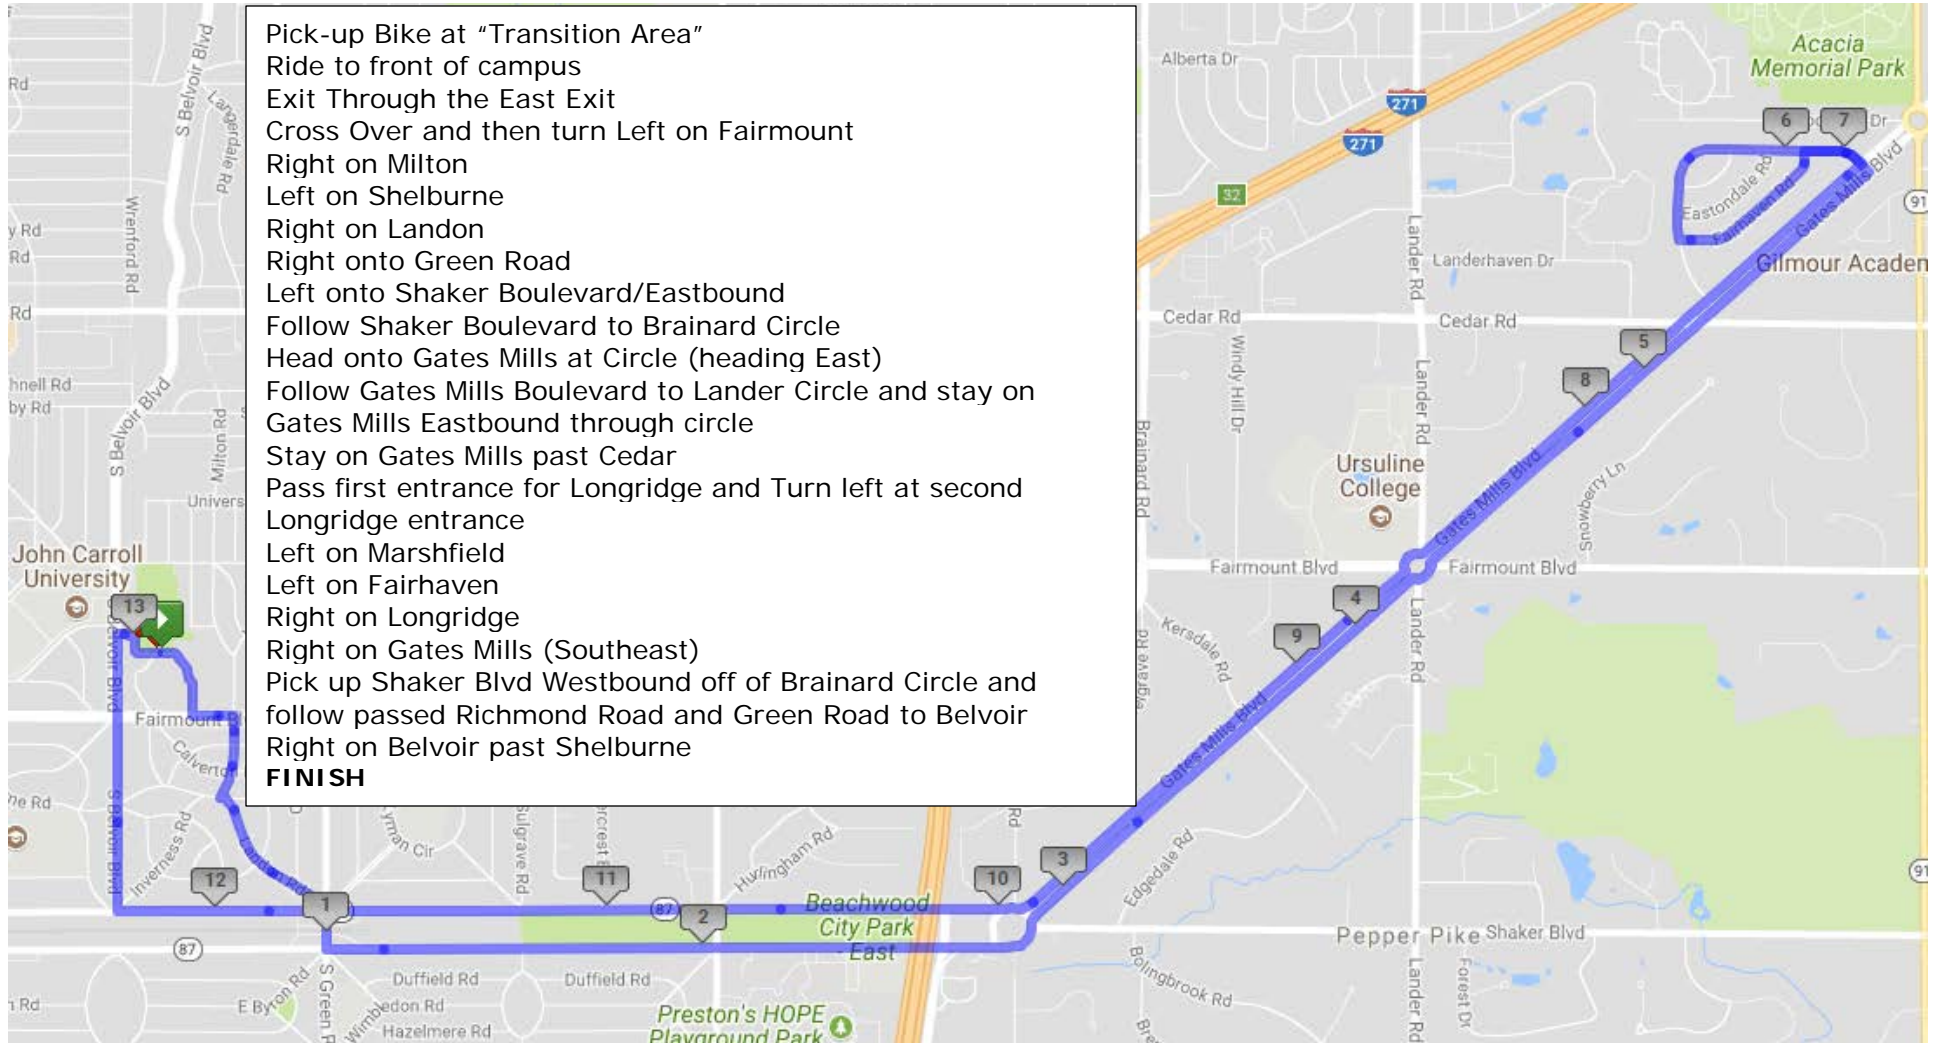 Pick-up Bike at “Transition Area”
Ride to front of campus
Exit Through the East Exit
Cross Over and then turn Left on Fairmount
Right on Milton
Left on Shelburne
Right on Landon
Right onto Green Road
Left onto Shaker Boulevard/Eastbound
Follow Shaker Boulevard to Brainard Circle
Head onto Gates Mills at Circle (heading East)
Follow Gates Mills Boulevard to Lander Circle and stay on
Gates Mills Eastbound through circle
Stay on Gates Mills past Cedar
Pass first entrance for Longridge and Turn left at second
Longridge entrance
Left on Marshfield
Left on Fairhaven
Right on Longridge
Right on Gates Mills (Southeast)
Pick up Shaker Blvd Westbound off of Brainard Circle and
follow passed Richmond Road and Green Road to Belvoir
Right on Belvoir past Shelburne
FINISH
S Belvoir Blvd
Langerdale Rd
Rd
Wrenford Rd
Rd
Rd
S Belvoir Blvd
Milton Rd
by Rd
Univers
John Carroll
University
13
S Belvoir Blvd
Fairmount
Calverton
S Belvoir Blvd
Inverness Rd
Landon Rd
12
1
87
E Byron Rd
S Green R
Wimbledon Rd
Duffield Rd
Hazelmere Rd
Sulgrave Rd
11
87
2
Duffield Rd
Hurlingham Rd
Beachwood
City Park
- East
Preston's HOPE
Playground Park
Rd
10
3
Edgedale Rd
Bolingbrook Rd
Gates Mills Blvd
Kersdale Rd
Brainard Rd
9
4
Fairmount Blvd
Fairmount Blvd
Lander Rd
Lander Rd
Pepper Pike
Shaker Blvd
Forest Dr
91
Ursuline
College
Gates Mills Blvd
Snowberry Ln
8
5
Cedar Rd
Cedar Rd
Windy Hill Dr
Lander Rd
Lander Rd
Landerhaven Dr
Alberta Dr
32
271
271
Acacia
Memorial Park
6
7
Dr
Eastondale Rd
Fairhaven Rd
Gates Mills Blvd
91
Gilmour Academ